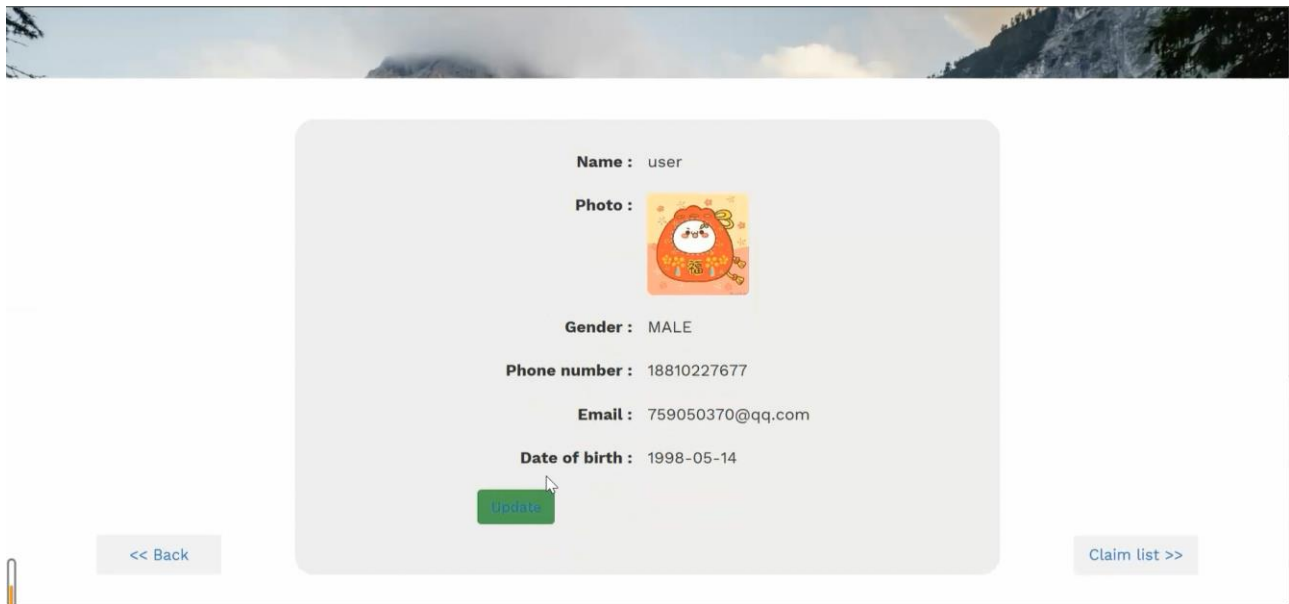 Name : user
Photo :
福
Gender : MALE
Phone number : 18810227677
Email : 759050370@qq.com
Date of birth : 1998-05-14
Update
<< Back
Claim list >>